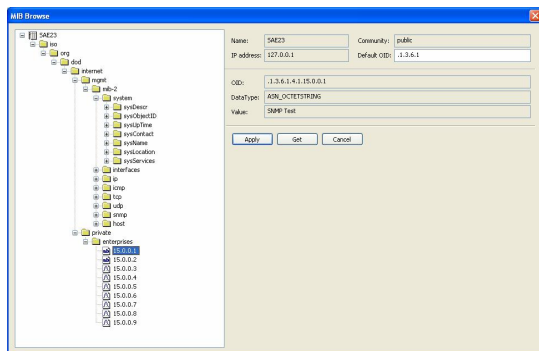 MIB Browse
SAE23
iso
org
dod
internet
mgmt
mib-2
system
sysDescr
sysObjectID
sysUpTime
sysContact
sysName
sysLocation
sysServices
interfaces
ip
icmp
tcp
udp
snmp
host
private
enterprises
15.0.0.1
15.0.0.2
15.0.0.3
15.0.0.4
15.0.0.5
15.0.0.6
15.0.0.7
15.0.0.8
15.0.0.9
Name: SAE23 Community: public
IP address: 127.0.0.1 Default OID: .1.3.6.1
OID: .1.3.6.1.4.1.15.0.0.1
DataType: ASN_OCTETSTRING
Value: SNMP Test
Apply Get Cancel